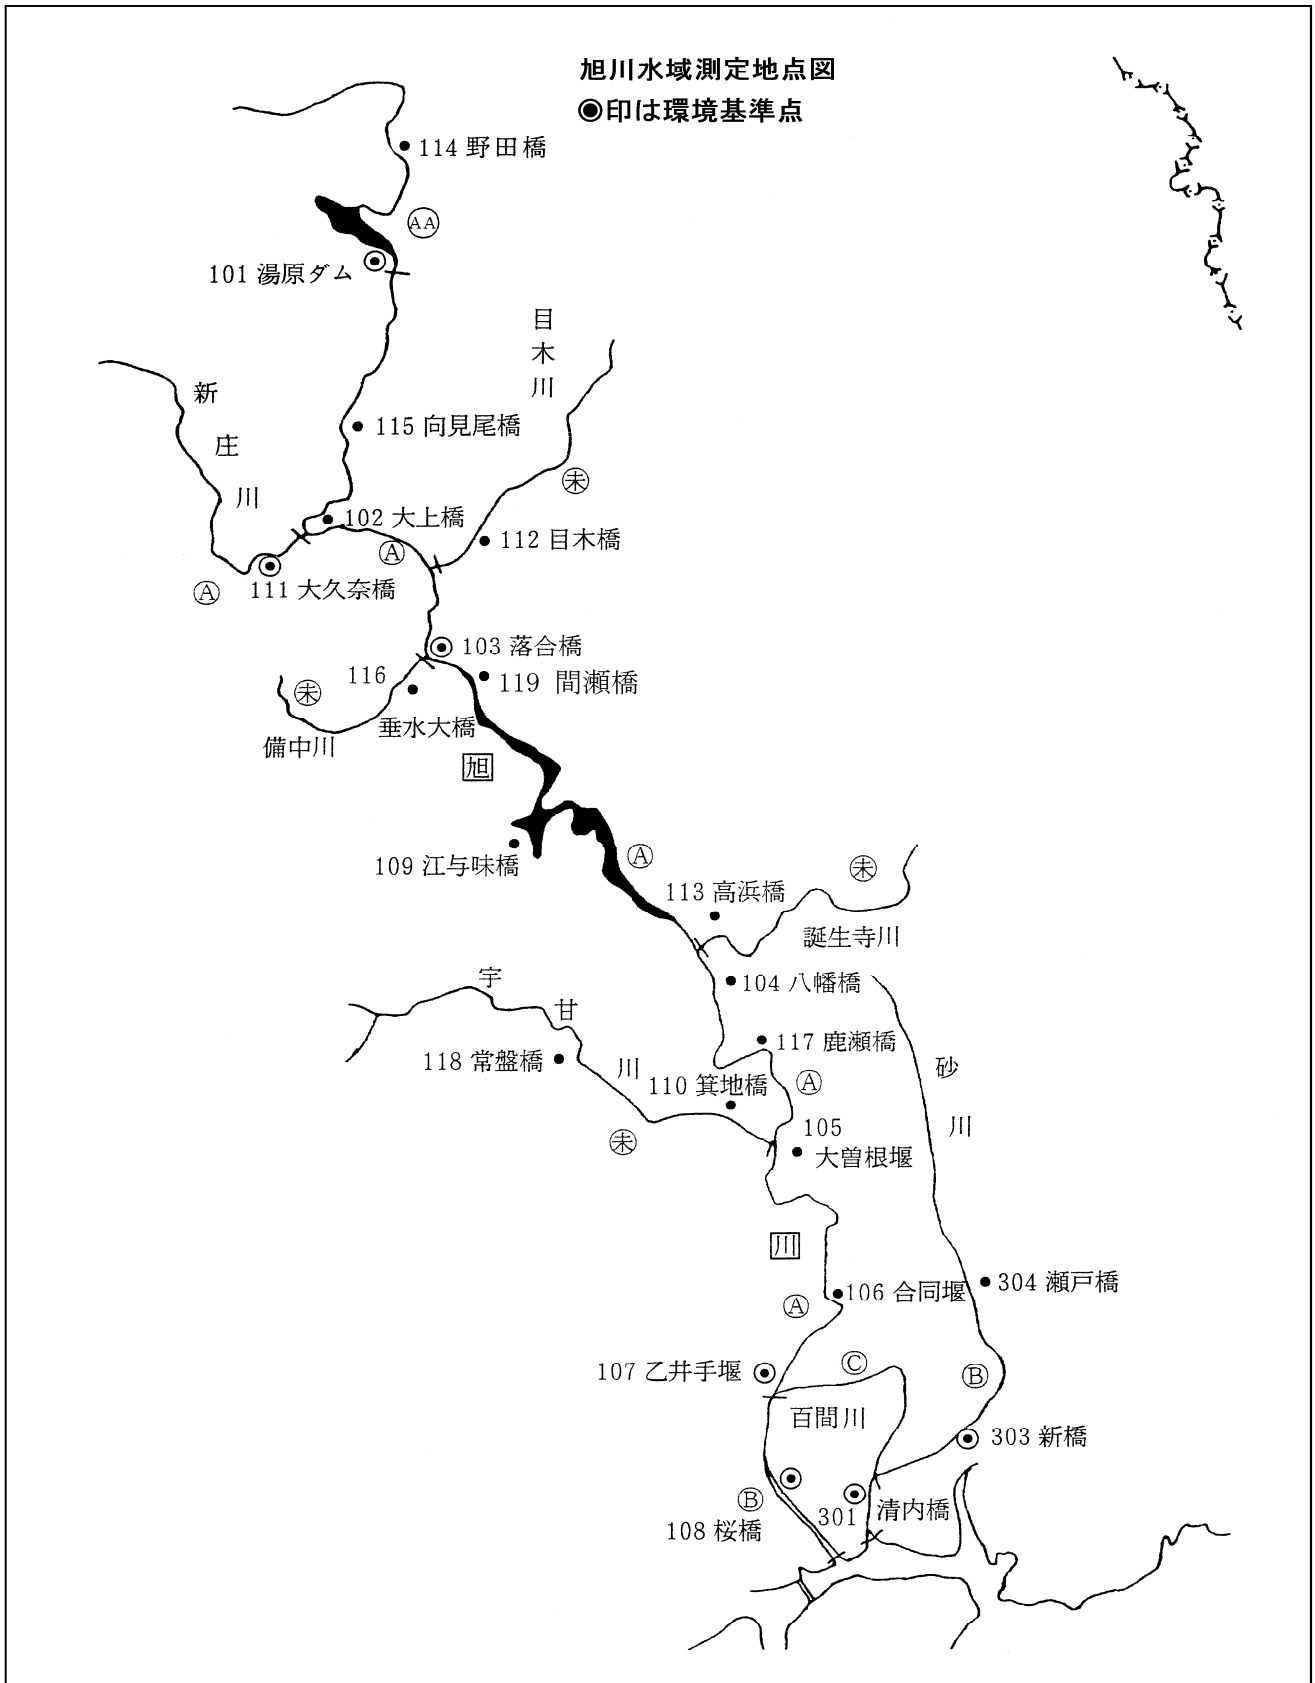 旭川水域測定地点図
◉印は環境基準点
114 野田橋
AA
101 湯原ダム
目木川
新庄川
115 向見尾橋
未
102 大上橋
112 目木橋
A
A
111 大久奈橋
103 落合橋
116
119 間瀬橋
未
垂水大橋
備中川
旭
109 江与味橋
A
未
113 高浜橋
誕生寺川
宇甘川
104 八幡橋
117 鹿瀬橋
118 常盤橋
砂川
110 箕地橋
A
105
未
大曽根堰
川
304 瀬戸橋
106 合同堰
A
C
107 乙井手堰
B
百間川
303 新橋
B
301
清内橋
108 桜橋